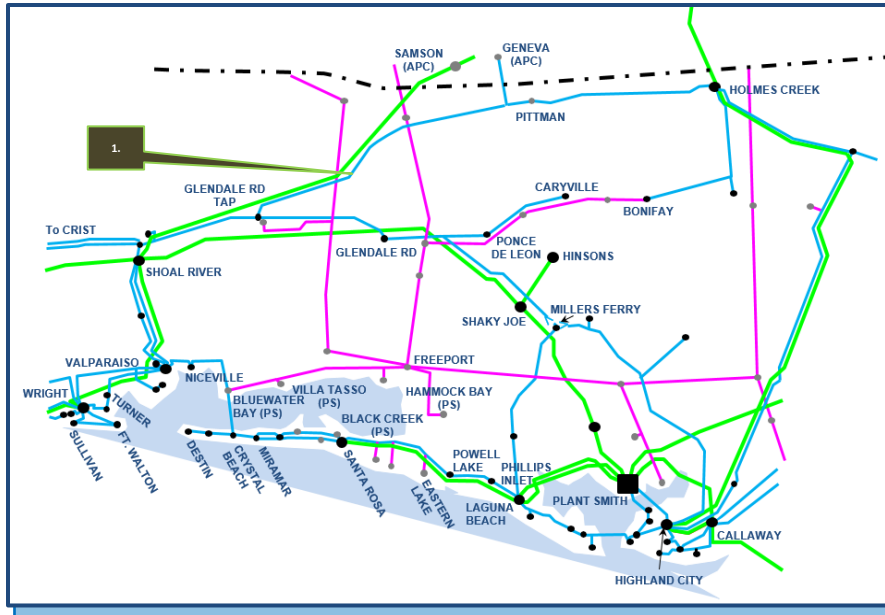 SAMSON
(APC)
GENEVA
(APC)
HOLMES CREEK
PITTMAN
1.
GLENDALE RD
TAP
CARYVILLE
BONIFAY
To CRIST
GLENDALE RD
PONCE
DE LEON
HINSONS
SHOAL RIVER
SHAKY JOE
MILLERS FERRY
VALPARAISO
FREEPORT
NICEVILLE
WRIGHT
TURNER
BLUEWATER
BAY (PS)
VILLA TASSO
(PS)
HAMMOCK BAY
(PS)
BLACK CREEK
(PS)
SULLIVAN
FT. WALTON
DESTIN
CRYSTAL
BEACH
MIRAMAR
SANTA ROSA
EASTERN
LAKE
POWELL
LAKE
PHILLIPS
INLET
LAGUNA
BEACH
PLANT SMITH
CALLAWAY
HIGHLAND CITY